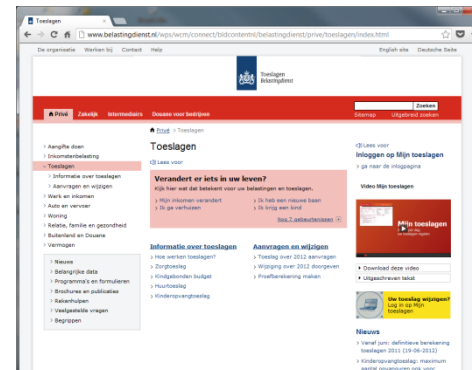 Toeslagen
www.belastingdienst.nl/wps/wcm/connect/bldcontentnl/belastingdienst/prive/toeslagen/index.html
De organisatie Werken bij Contact Help English site Deutsche Seite
Toeslagen
Belastingdienst
Zoeken
Privé Zakelijk Intermediairs Douane voor bedrijven Sitemap Uitgebreid zoeken
Privé > Toeslagen
> Aangifte doen
> Inkomstenbelasting
- Toeslagen
> Informatie over toeslagen
> Aanvragen en wijzigen
> Werk en inkomen
> Auto en vervoer
> Woning
> Relatie, familie en gezondheid
> Buitenland en Douane
> Vermogen
> Nieuws
> Belangrijke data
> Programma's en formulieren
> Brochures en publicaties
> Rekenhulpen
> Veelgestelde vragen
> Begrippen
Toeslagen
Lees voor
Verandert er iets in uw leven?
Kijk hier wat dat betekent voor uw belastingen en toeslagen.
> Mijn inkomen verandert
> Ik ga verhuizen
> Ik heb een nieuwe baan
> Ik krijg een kind
Nog 7 gebeurtenissen
Informatie over toeslagen
> Hoe werken toeslagen?
> Zorgtoeslag
> Kindgebonden budget
> Huurtoeslag
> Kinderopvangtoeslag
Aanvragen en wijzigen
> Toeslag over 2012 aanvragen
> Wijziging over 2012 doorgeven
> Proefberekening maken
Lees voor
Inloggen op Mijn toeslagen
> ga naar de inlogpagina
Video Mijn toeslagen
Mijn toeslagen
Download deze video
Uitgeschreven tekst
Uw toeslag wijzigen?
Log in op Mijn toeslagen
Nieuws
> Vanaf juni: definitieve berekening
toeslagen 2011 (19-06-2012)
> Kinderopvangtoeslag: maximum
aantal opvanguren ook voor